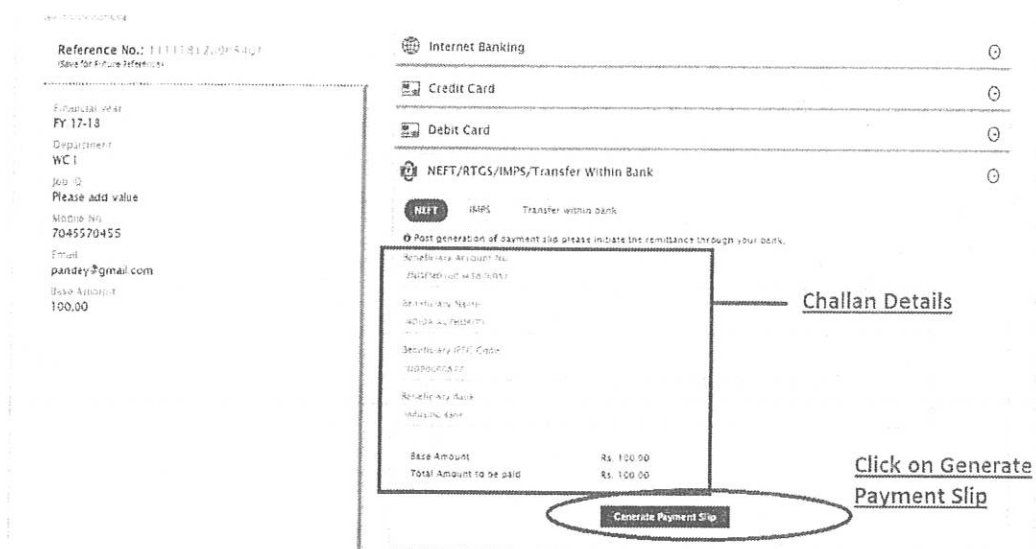 Reference No.:
(Save for Future Reference)
Financial Year
FY 17-18
Department
WC1
Job ID
Please add value
Mobile No
7045570455
Email
pandey@gmail.com
Base Amount
100.00
Internet Banking
Credit Card
Debit Card
NEFT/RTGS/IMPS/Transfer Within Bank
NEFT IMPS Transfer within bank
Post generation of payment slip please initiate the remittance through your bank.
Beneficiary Account No
Beneficiary Name
Beneficiary IFSC Code
Beneficiary Bank
Base Amount Rs. 100.00
Total Amount to be paid Rs. 100.00
Generate Payment Slip
Challan Details
Click on Generate
Payment Slip